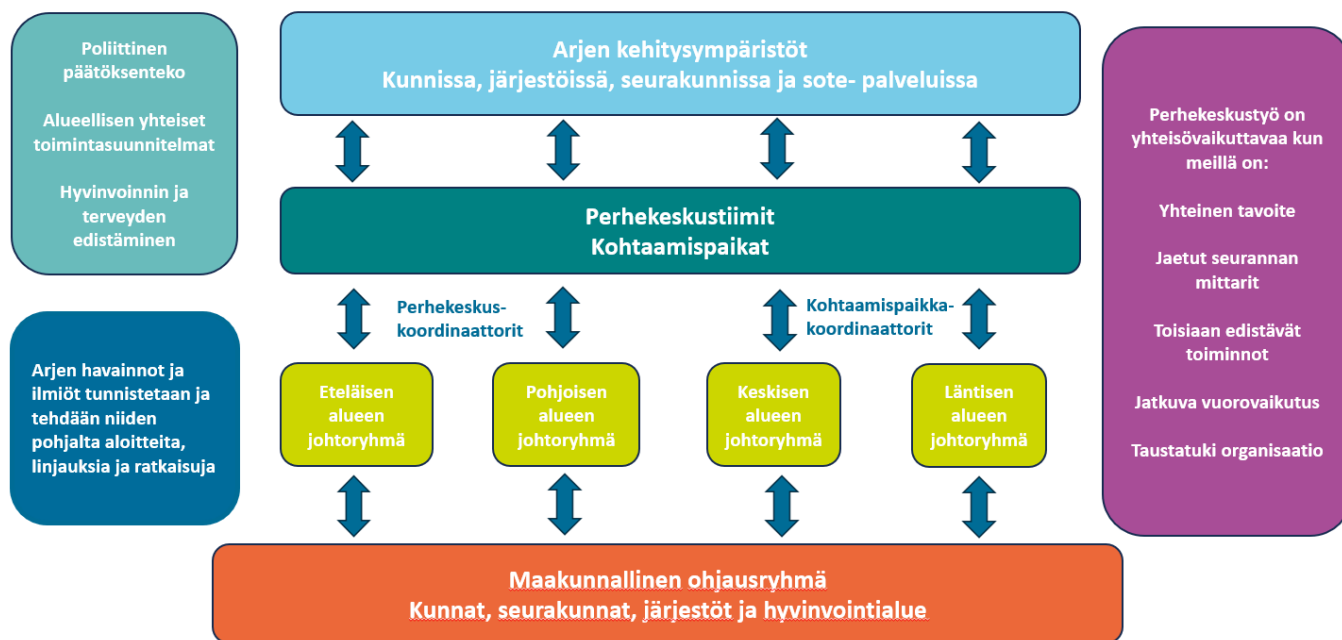 Poliittinen
päätöksenteko
Alueellisen yhteiset
toimintasuunnitelmat
Hyvinvoinnin ja
terveyden
edistäminen
Arjen havainnot ja
ilmiöt tunnistetaan ja
tehdään niiden
pohjalta aloitteita,
linjauksia ja ratkaisuja
Arjen kehitysympäristöt
Kunnissa, järjestöissä, seurakunnissa ja sote- palveluissa
Perhekeskustiimit
Kohtaamispaikat
Perhekeskus-
koordinaattorit
Kohtaamispaikka-
koordinaattorit
Eteläisen
alueen
johtoryhmä
Pohjoisen
alueen
johtoryhmä
Keskisen
alueen
johtoryhmä
Läntisen
alueen
johtoryhmä
Maakunnallinen ohjausryhmä
Kunnat, seurakunnat, järjestöt ja hyvinvointialue
Perhekeskustyö on
yhteisövaikuttavaa kun
meillä on:
Yhteinen tavoite
Jaetut seurannan
mittarit
Toisiaan edistävät
toiminnot
Jatkuva vuorovaikutus
Taustatuki organisaatio